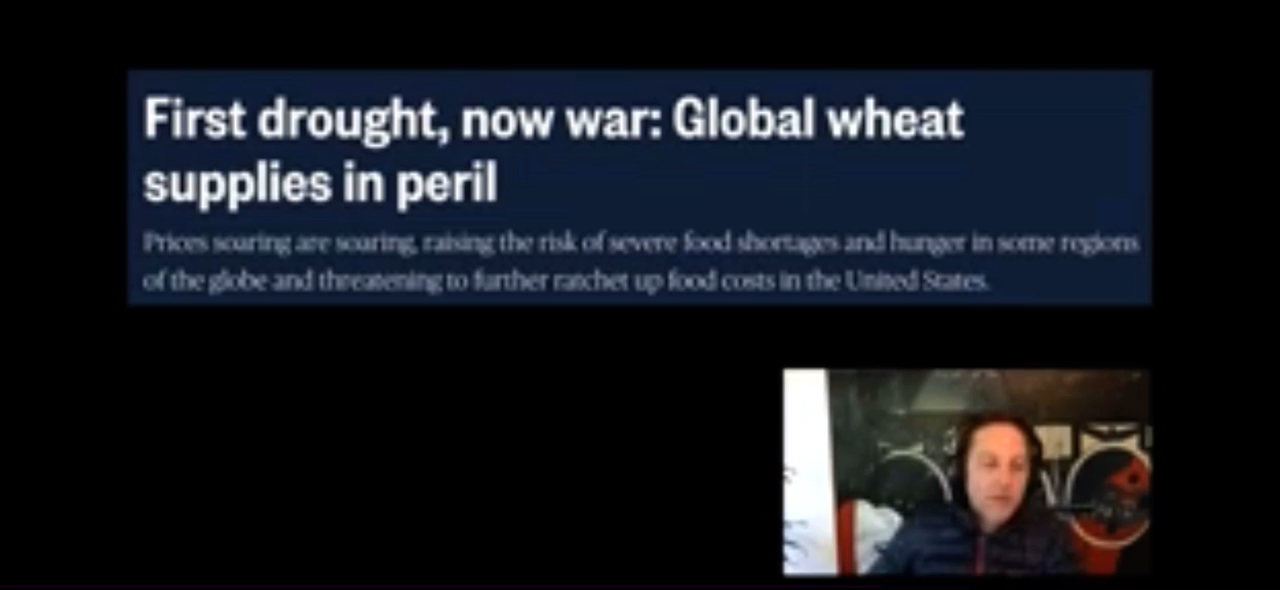 First drought, now war: Global wheat
supplies in peril
Prices soaring are soaring, raising the risk of severe food shortages and hunger in some regions
of the globe and threatening to further ratchet up food costs in the United States.